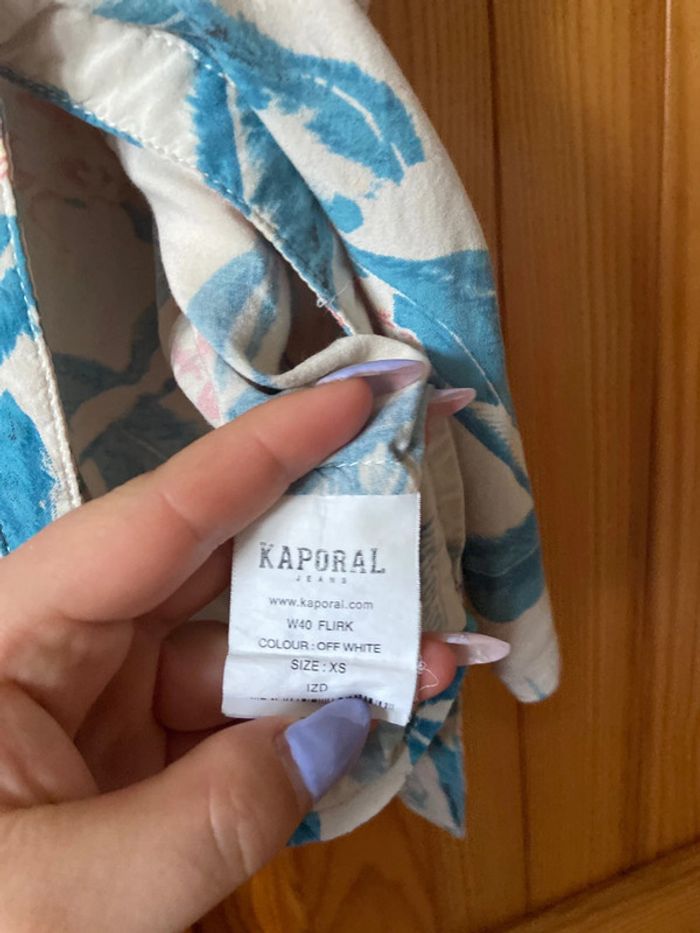 KAPORAL
JEANS
www.kaporal.com
W40 FLIRK
COLOUR : OFF WHITE
SIZE : XS
IZD